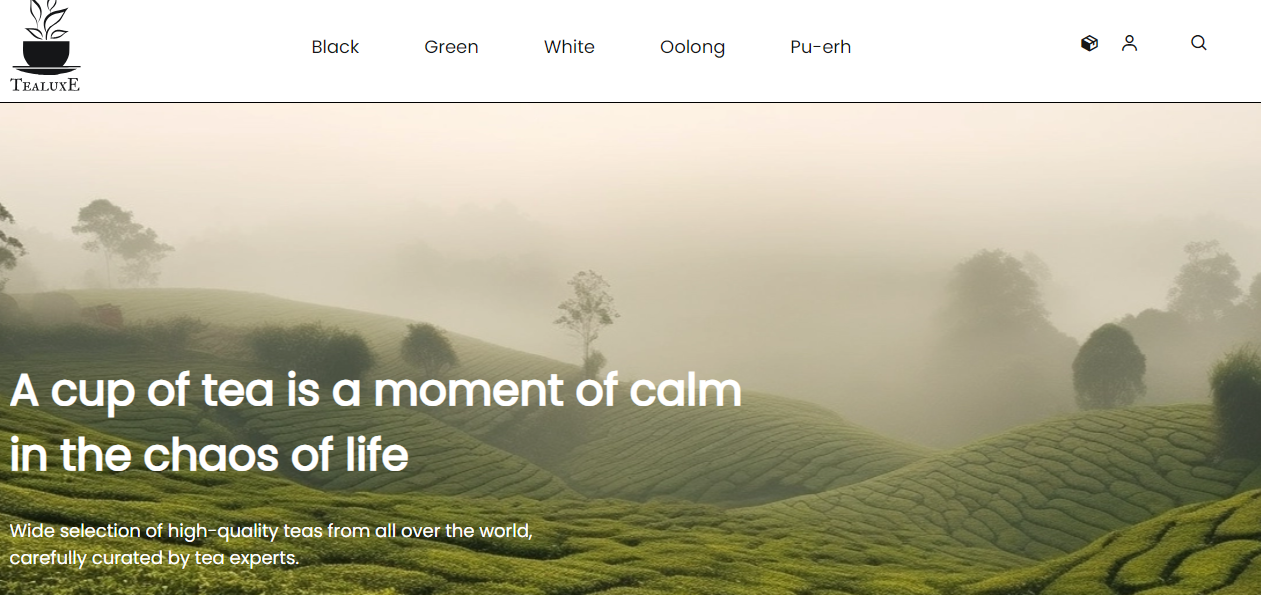 TEALUXE
Black
Green
White
Oolong
Pu-erh
A cup of tea is a moment of calm
in the chaos of life
Wide selection of high-quality teas from all over the world,
carefully curated by tea experts.